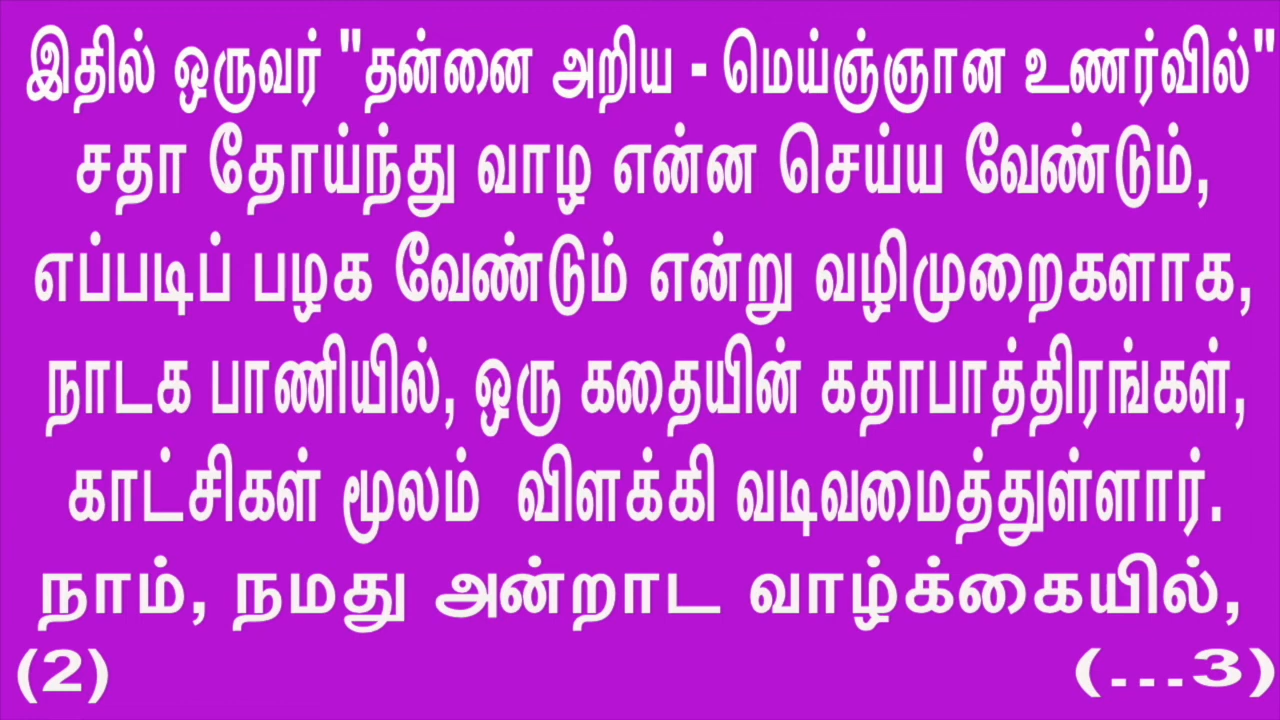 இதில் ஒருவர் "தன்னை அறிய - மெய்ஞ்ஞான உணர்வில்"
சதா தோய்ந்து வாழ என்ன செய்ய வேண்டும்,
எப்படிப் பழக வேண்டும் என்று வழிமுறைகளாக,
நாடக பாணியில், ஒரு கதையின் கதாபாத்திரங்கள்,
காட்சிகள் மூலம் விளக்கி வடிவமைத்துள்ளார்.
நாம், நமது அன்றாட வாழ்க்கையில்,
(2) (...3)